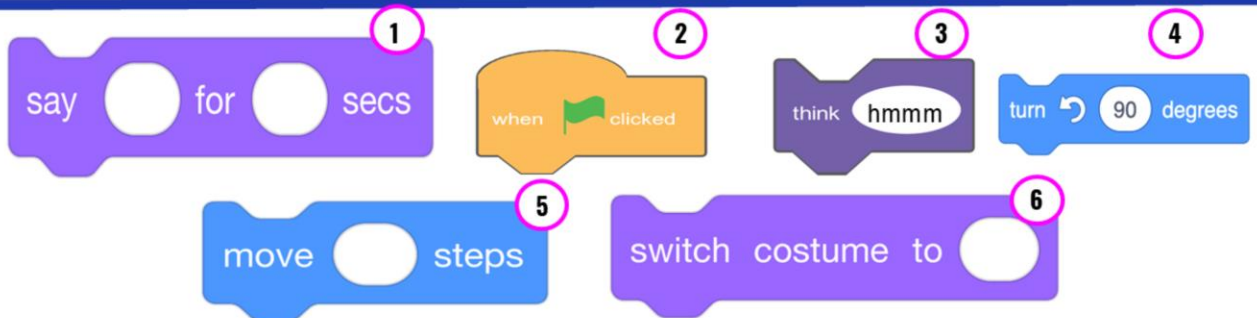 1
say for secs
2
when clicked
3
think hmmm
4
turn 90 degrees
5
move steps
6
switch costume to